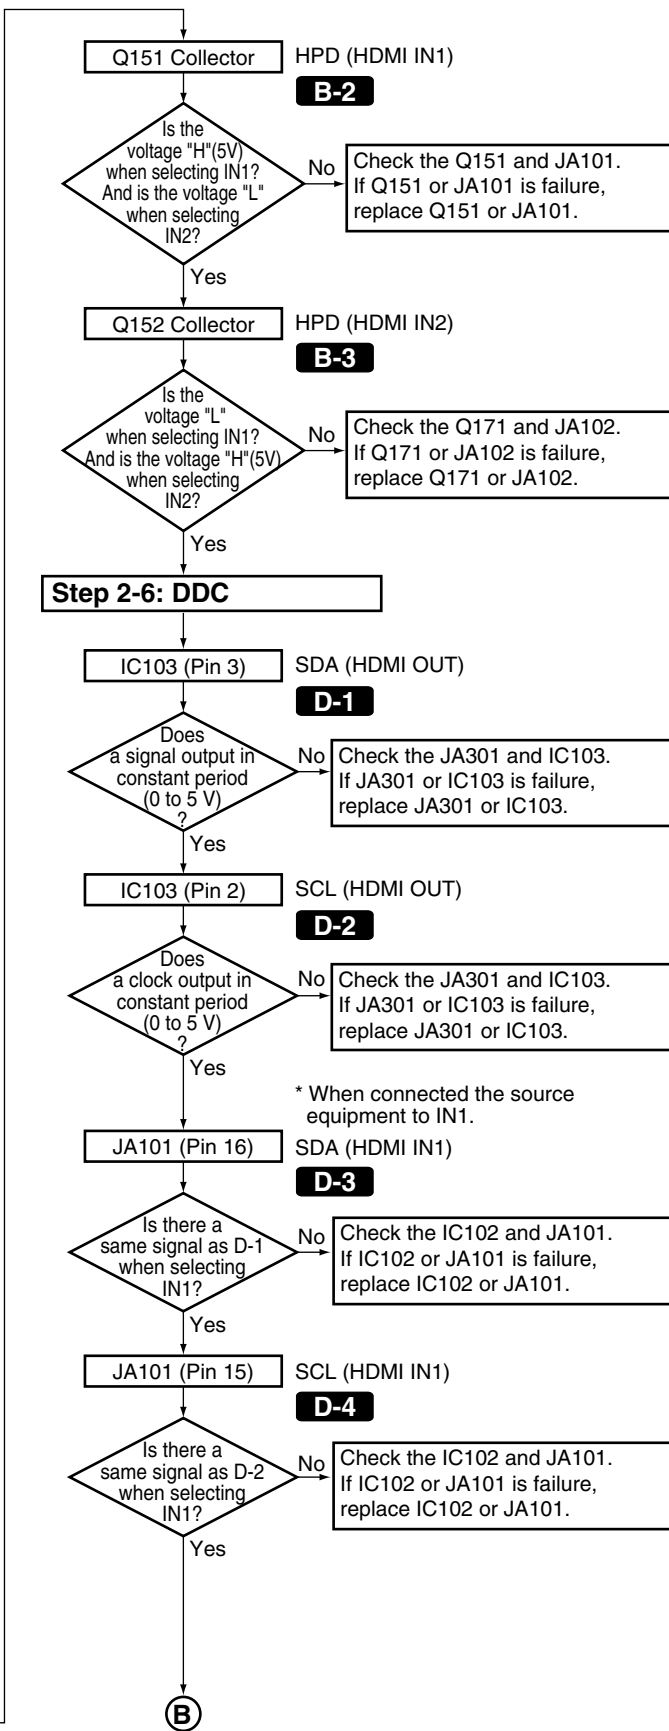 Q151 Collector
HPD (HDMI IN1)
B-2
Is the
voltage "H"(5V)
when selecting IN1?
And is the voltage "L"
when selecting
IN2?
No
Check the Q151 and JA101.
If Q151 or JA101 is failure,
replace Q151 or JA101.
Yes
Q152 Collector
HPD (HDMI IN2)
B-3
Is the
voltage "L"
when selecting IN1?
And is the voltage "H"(5V)
when selecting
IN2?
No
Check the Q171 and JA102.
If Q171 or JA102 is failure,
replace Q171 or JA102.
Yes
Step 2-6: DDC
IC103 (Pin 3)
SDA (HDMI OUT)
D-1
Does
a signal output in
constant period
(0 to 5 V)
?
No
Check the JA301 and IC103.
If JA301 or IC103 is failure,
replace JA301 or IC103.
Yes
IC103 (Pin 2)
SCL (HDMI OUT)
D-2
Does
a clock output in
constant period
(0 to 5 V)
?
No
Check the JA301 and IC103.
If JA301 or IC103 is failure,
replace JA301 or IC103.
Yes
* When connected the source
equipment to IN1.
JA101 (Pin 16)
SDA (HDMI IN1)
D-3
Is there a
same signal as D-1
when selecting
IN1?
No
Check the IC102 and JA101.
If IC102 or JA101 is failure,
replace IC102 or JA101.
Yes
JA101 (Pin 15)
SCL (HDMI IN1)
D-4
Is there a
same signal as D-2
when selecting
IN1?
No
Check the IC102 and JA101.
If IC102 or JA101 is failure,
replace IC102 or JA101.
Yes
B